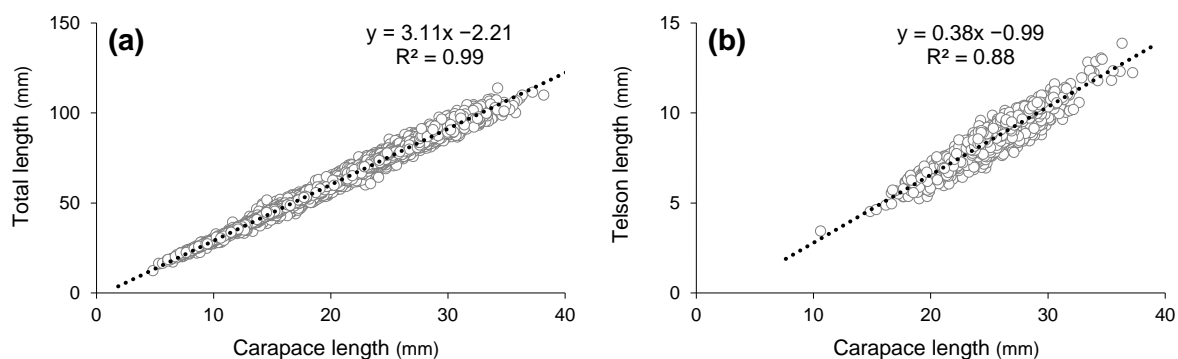 (a)
y = 3.11x −2.21
R² = 0.99
150
100
50
0
Total length (mm)
0 10 20 30 40
Carapace length (mm)
(b)
y = 0.38x −0.99
R² = 0.88
15
10
5
0
Telson length (mm)
0 10 20 30 40
Carapace length (mm)